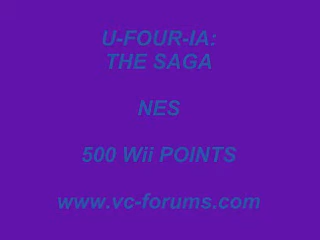 U-FOUR-IA:
THE SAGA
NES
500 Wii POINTS
www.vc-forums.com